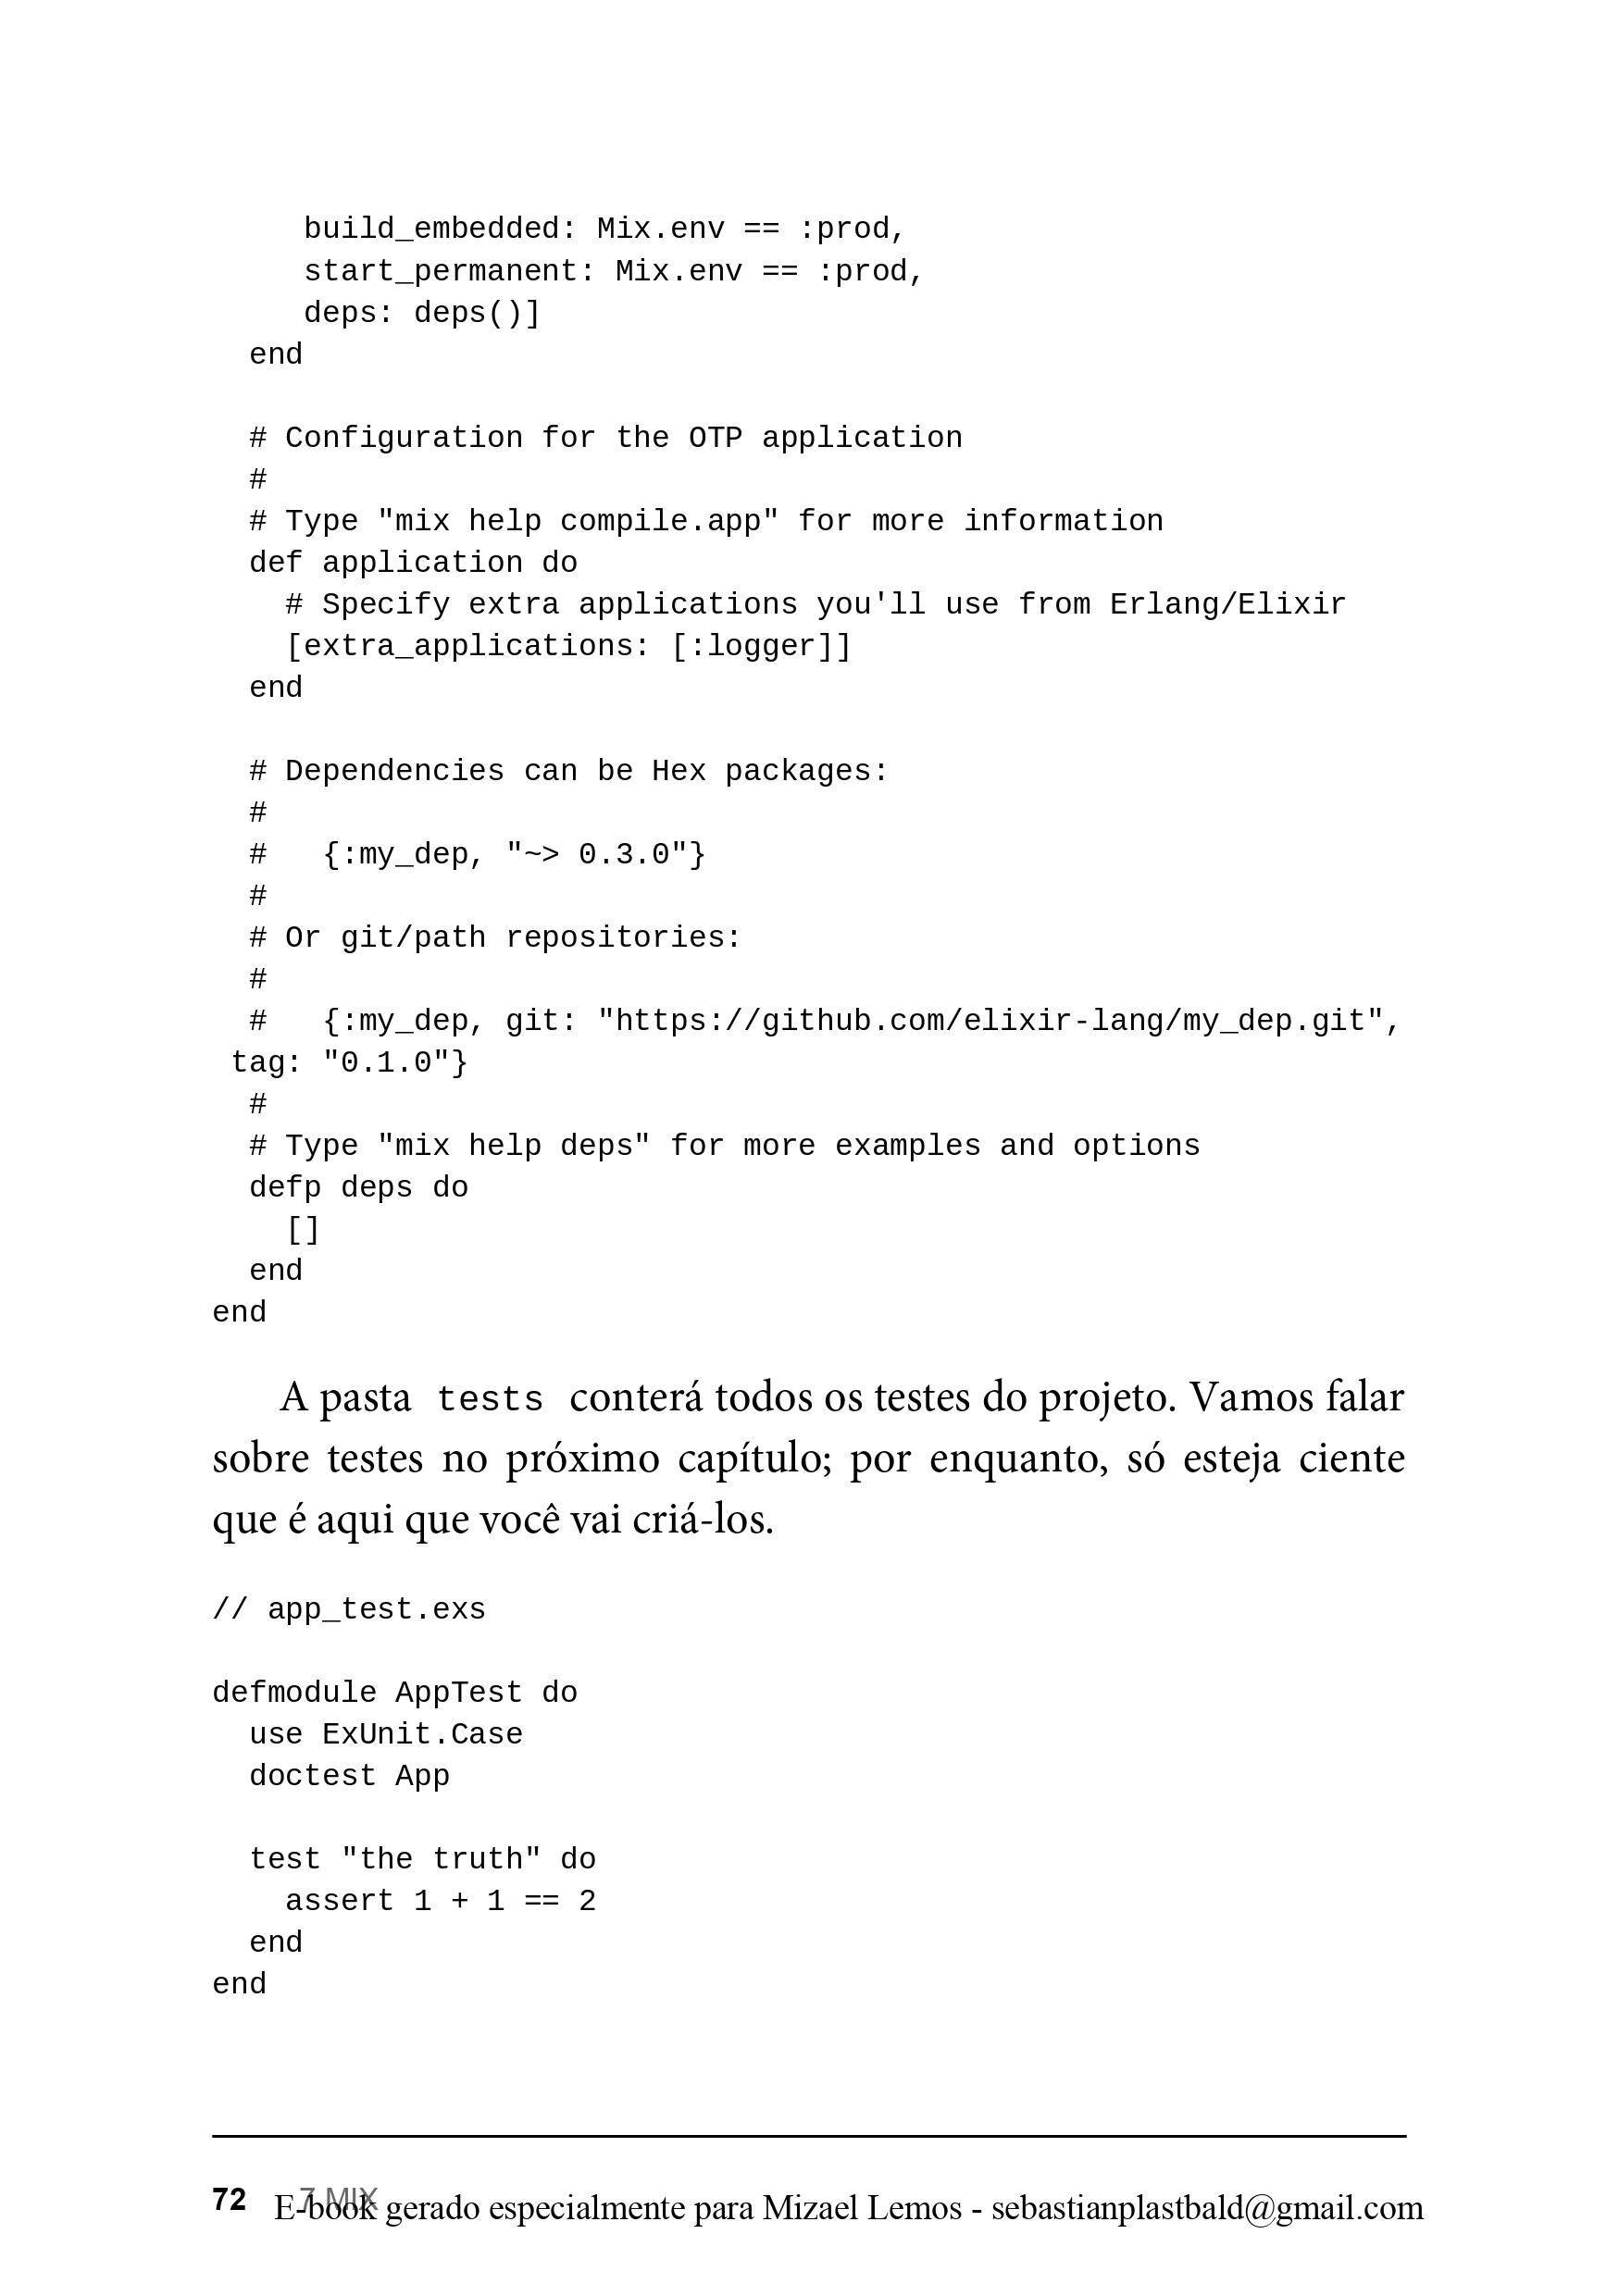 build_embedded: Mix.env == :prod,
     start_permanent: Mix.env == :prod,
     deps: deps()]
  end

  # Configuration for the OTP application
  #
  # Type "mix help compile.app" for more information
  def application do
    # Specify extra applications you'll use from Erlang/Elixir
    [extra_applications: [:logger]]
  end

  # Dependencies can be Hex packages:
  #
  #   {:my_dep, "~> 0.3.0"}
  #
  # Or git/path repositories:
  #
  #   {:my_dep, git: "https://github.com/elixir-lang/my_dep.git",
 tag: "0.1.0"}
  #
  # Type "mix help deps" for more examples and options
  defp deps do
    []
  end
end

A pasta tests conterá todos os testes do projeto. Vamos falar
sobre testes no próximo capítulo; por enquanto, só esteja ciente
que é aqui que você vai criá-los.

// app_test.exs

defmodule AppTest do
  use ExUnit.Case
  doctest App

  test "the truth" do
    assert 1 + 1 == 2
  end
end

72 7 MIX
E-book gerado especialmente para Mizael Lemos - sebastianplastbald@gmail.com